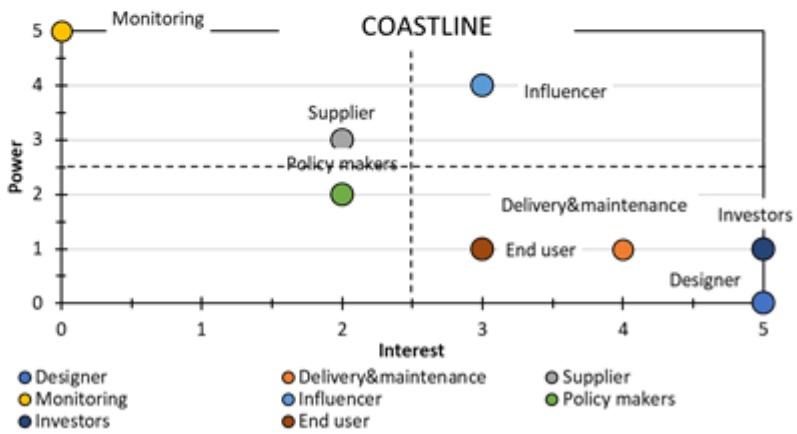 COASTLINE
Monitoring
5
4
Influencer
Supplier
3
Policy makers
2
Delivery&maintenance
Investors
1
End user
Designer
0
Power
0 1 2 3 4 5
Interest
Designer Delivery&maintenance Supplier
Monitoring Influencer Policy makers
Investors End user